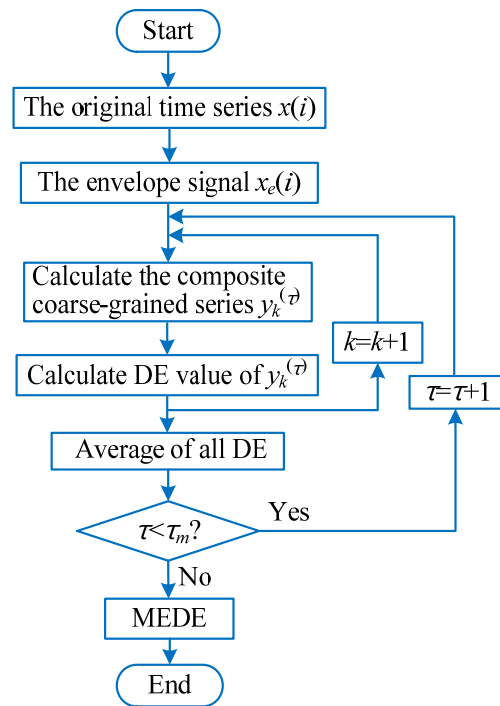 Start
The original time series x(i)
The envelope signal xₑ(i)
Calculate the composite
coarse-grained series yₖ⁽τ⁾
k=k+1
Calculate DE value of yₖ⁽τ⁾
τ=τ+1
Average of all DE
τ<τₘ?
Yes
No
MEDE
End